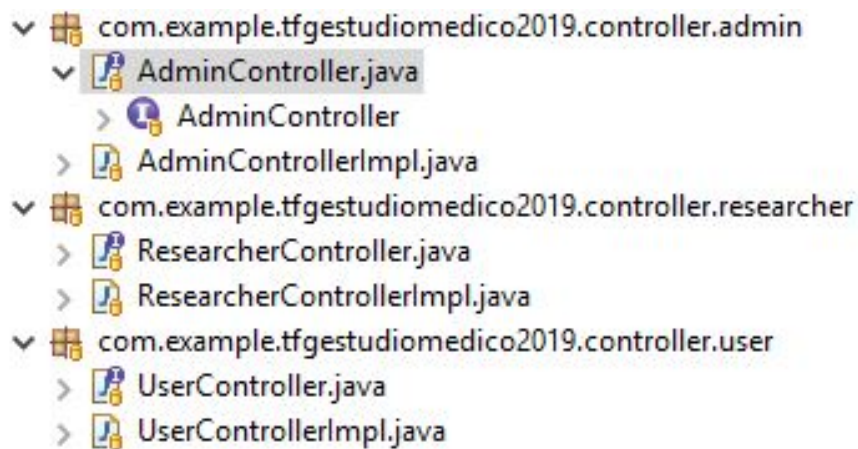 com.example.tfgestudiomedico2019.controller.admin
AdminController.java
AdminController
AdminControllerImpl.java
com.example.tfgestudiomedico2019.controller.researcher
ResearcherController.java
ResearcherControllerImpl.java
com.example.tfgestudiomedico2019.controller.user
UserController.java
UserControllerImpl.java